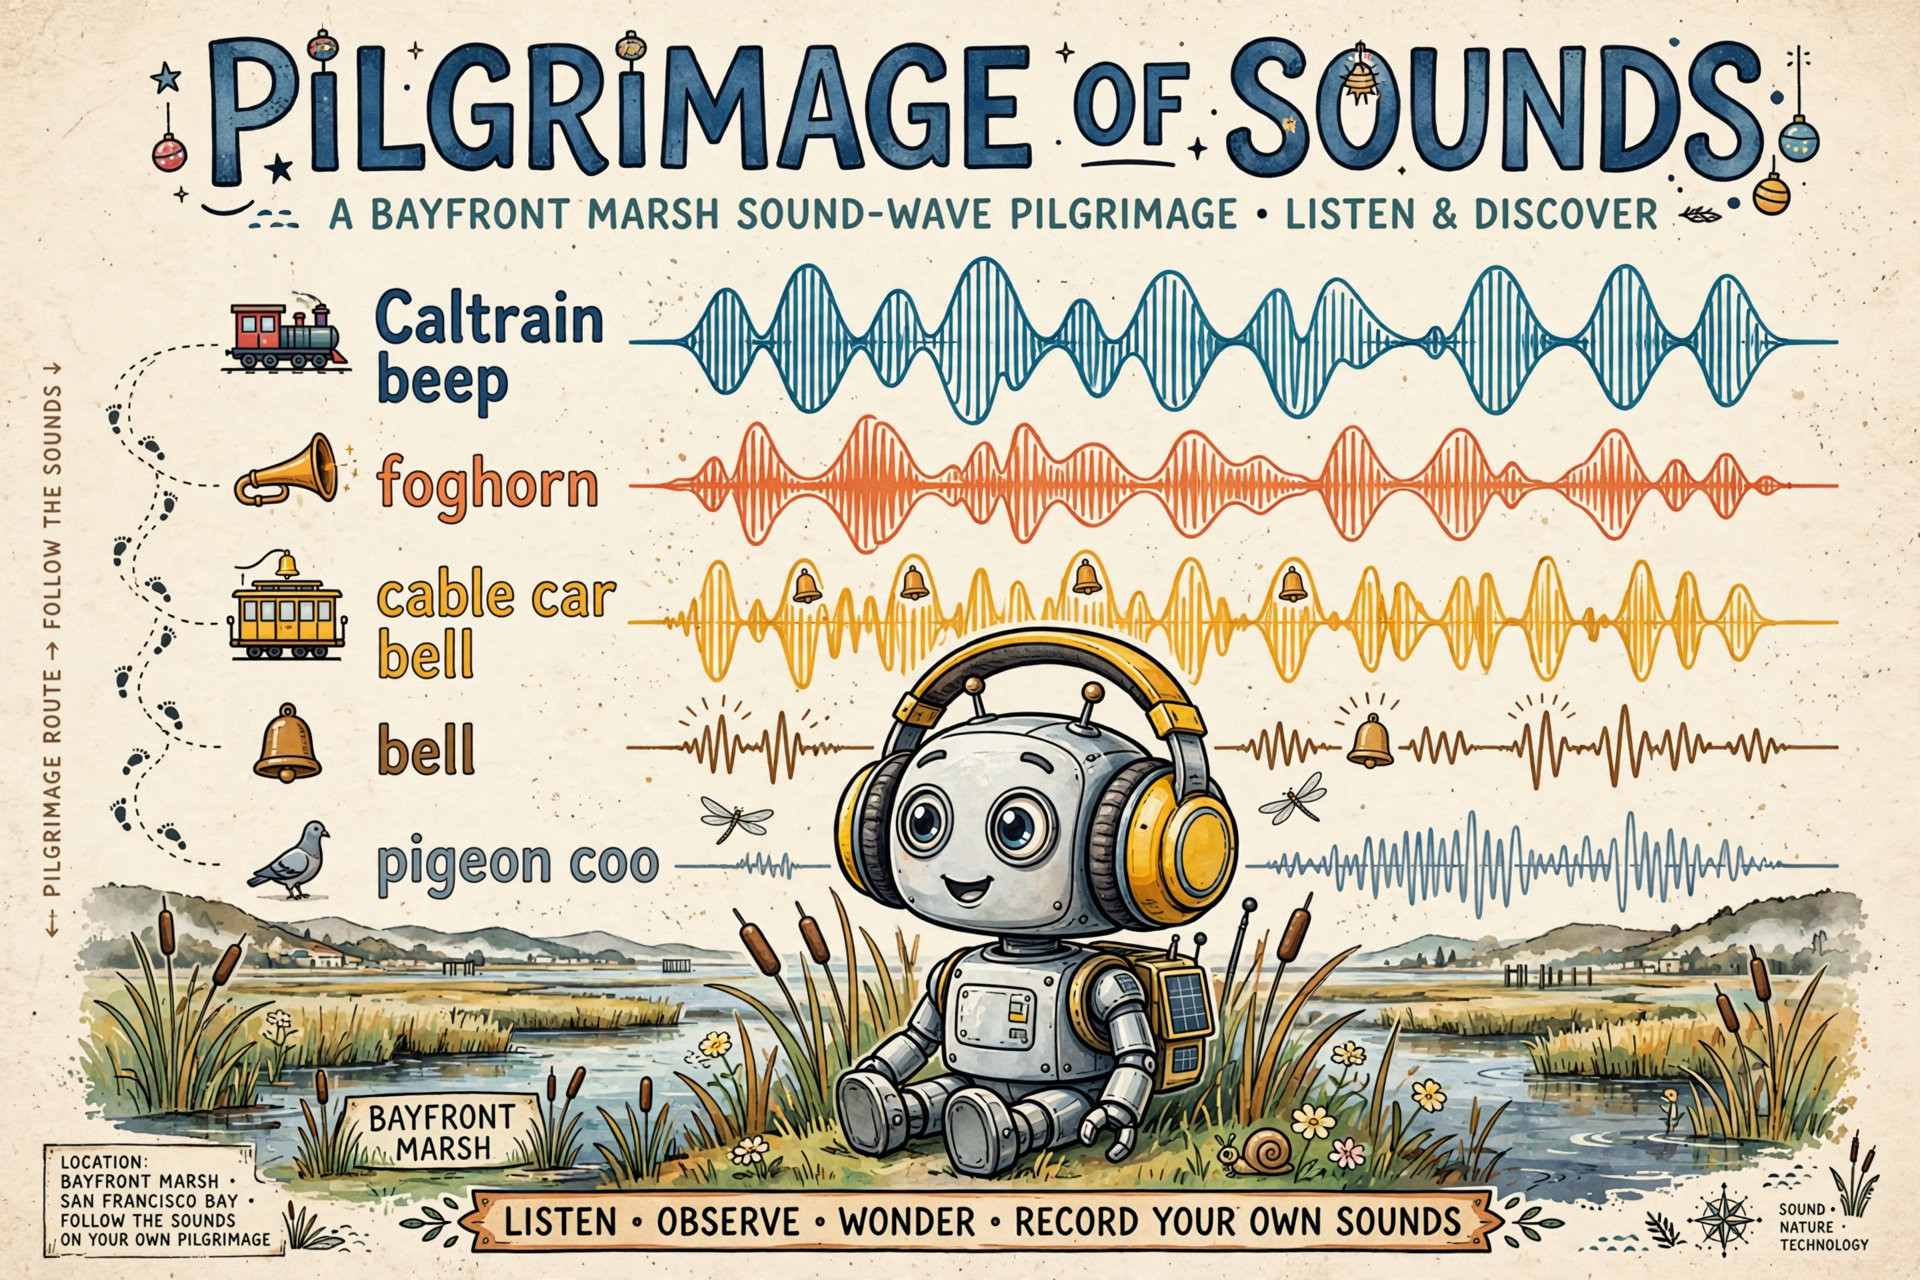 PiLGRiMAGE OF SOUNDS
A BAYFRONT MARSH SOUND-WAVE PILGRIMAGE • LISTEN & DISCOVER
← PILGRIMAGE ROUTE → FOLLOW THE SOUNDS →
Caltrain
beep
foghorn
cable car
bell
bell
pigeon coo
BAYFRONT
MARSH
LOCATION:
BAYFRONT MARSH •
SAN FRANCISCO BAY •
FOLLOW THE SOUNDS
ON YOUR OWN PILGRIMAGE
LISTEN • OBSERVE • WONDER • RECORD YOUR OWN SOUNDS
SOUND •
NATURE •
TECHNOLOGY